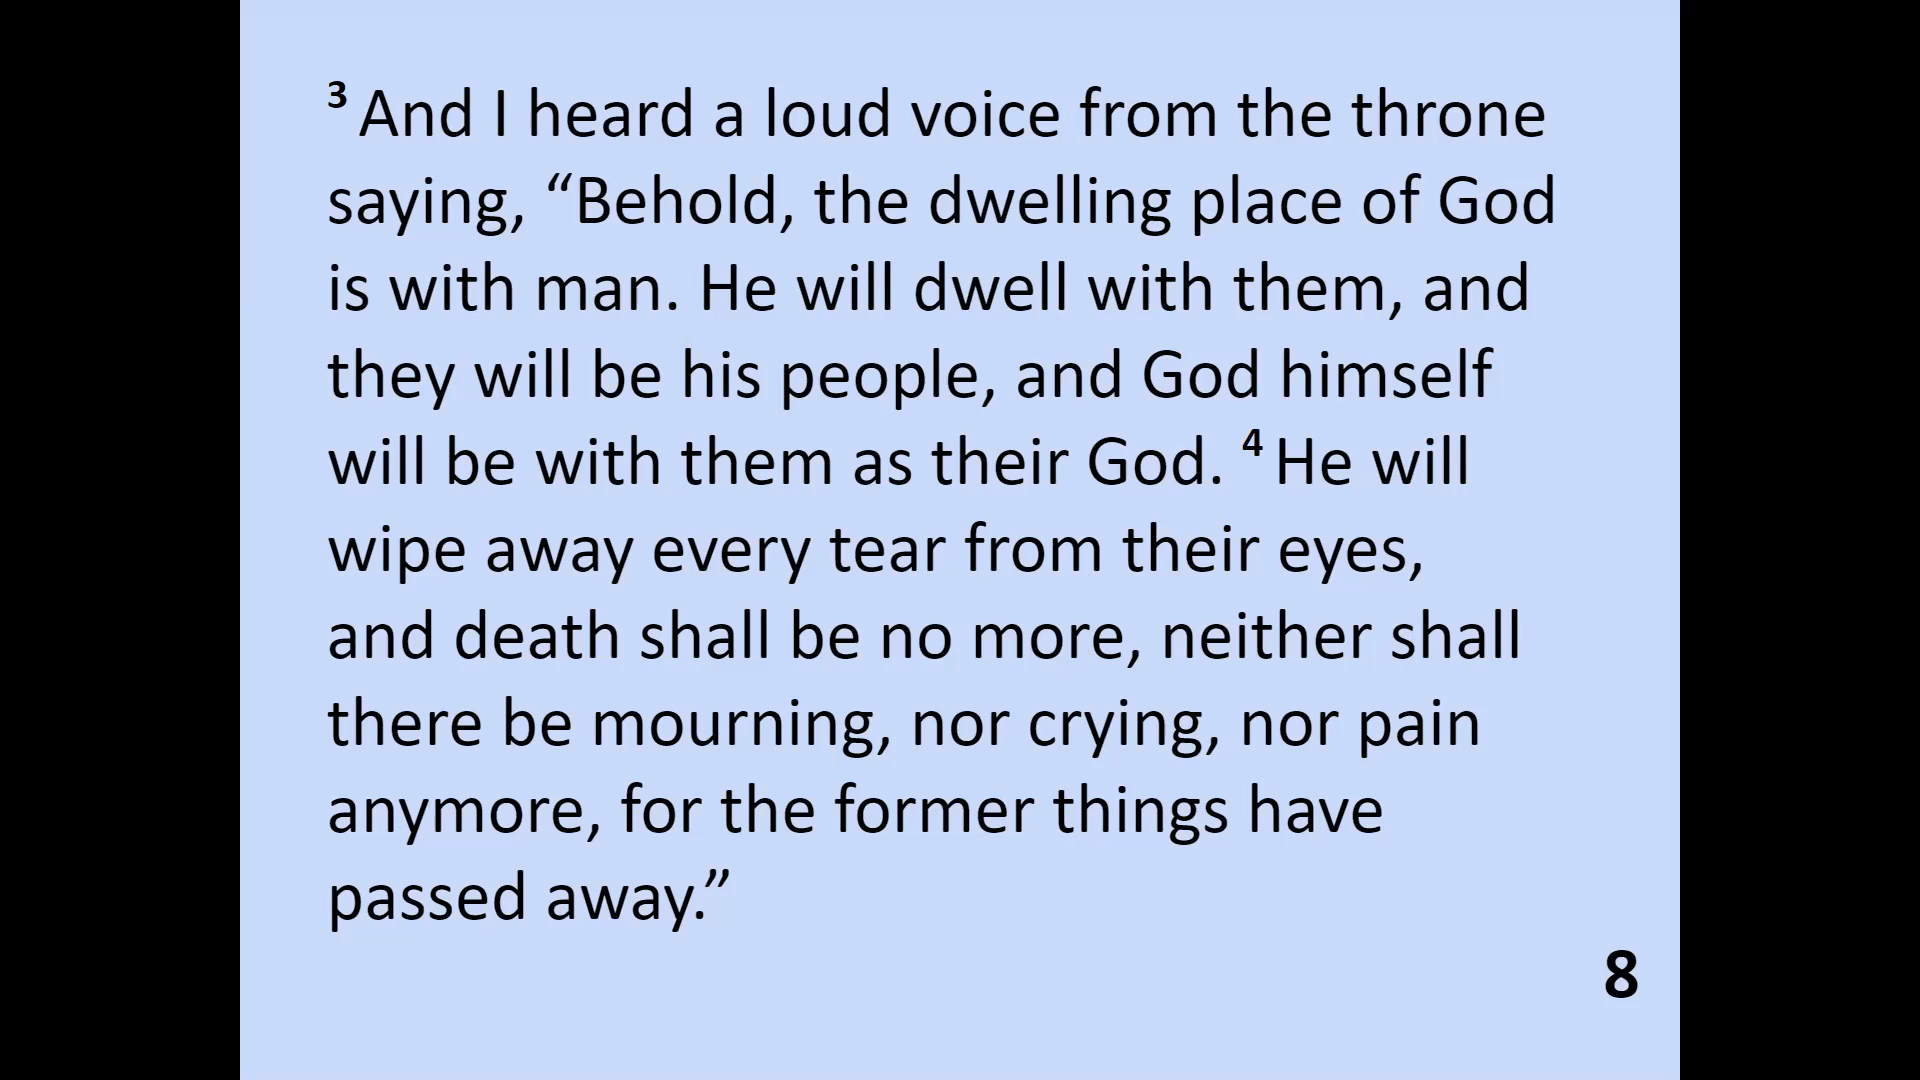 3 And I heard a loud voice from the throne
saying, “Behold, the dwelling place of God
is with man. He will dwell with them, and
they will be his people, and God himself
will be with them as their God. 4 He will
wipe away every tear from their eyes,
and death shall be no more, neither shall
there be mourning, nor crying, nor pain
anymore, for the former things have
passed away.”
8